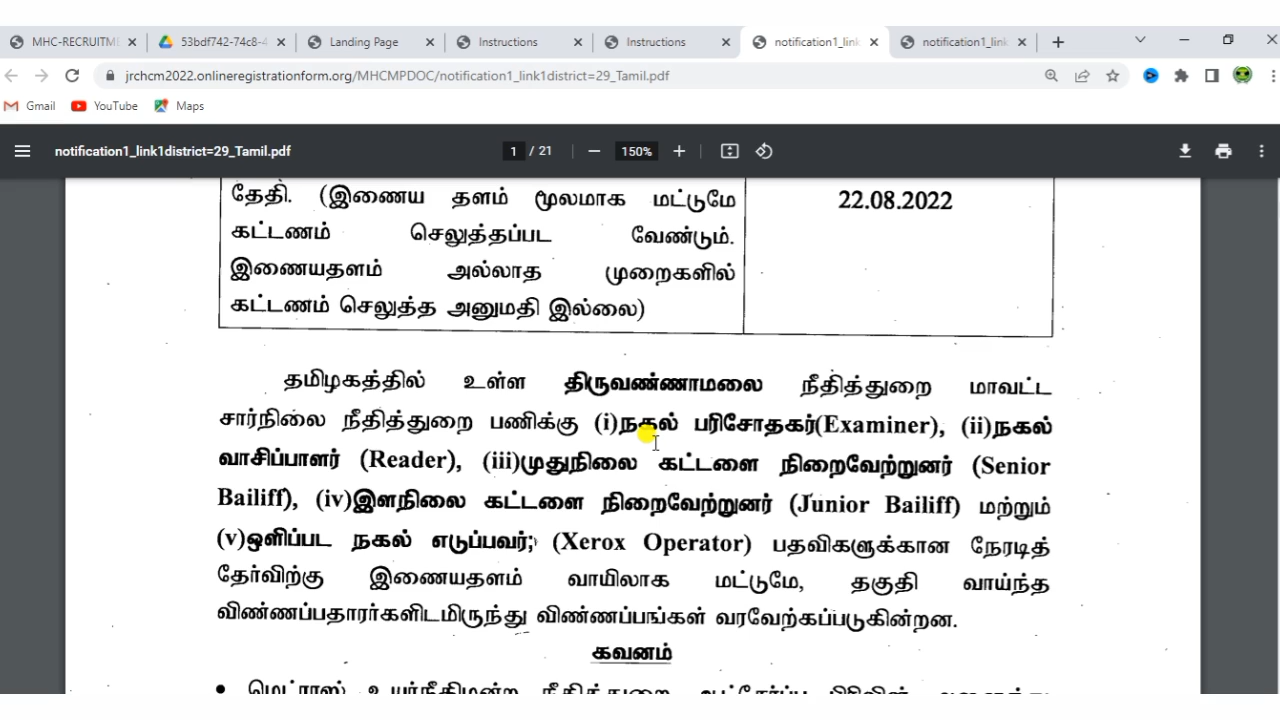 MHC-RECRUITME
53bdf742-74c8-4
Landing Page
Instructions
Instructions
notification1_link
notification1_link
jrchcm2022.onlineregistrationform.org/MHCMPDOC/notification1_link1district=29_Tamil.pdf
Gmail YouTube Maps
notification1_link1district=29_Tamil.pdf 1 / 21 150%
தேதி. (இணைய தளம் மூலமாக மட்டுமே 22.08.2022
கட்டணம் செலுத்தப்பட வேண்டும்.
இணையதளம் அல்லாத முறைகளில்
கட்டணம் செலுத்த அனுமதி இல்லை)
தமிழகத்தில் உள்ள திருவண்ணாமலை நீதித்துறை மாவட்ட
சார்நிலை நீதித்துறை பணிக்கு (i)நகல் பரிசோதகர்(Examiner), (ii)நகல்
வாசிப்பாளர் (Reader), (iii)முதுநிலை கட்டளை நிறைவேற்றுனர் (Senior
Bailiff), (iv)இளநிலை கட்டளை நிறைவேற்றுனர் (Junior Bailiff) மற்றும்
(v)ஒளிப்பட நகல் எடுப்பவர்; (Xerox Operator) பதவிகளுக்கான நேரடித்
தேர்விற்கு இணையதளம் வாயிலாக மட்டுமே, தகுதி வாய்ந்த
விண்ணப்பதாரர்களிடமிருந்து விண்ணப்பங்கள் வரவேற்கப்படுகின்றன.
கவனம்
• மெட்ராஸ் உயர்நீதிமன்ற நீதித்துறை